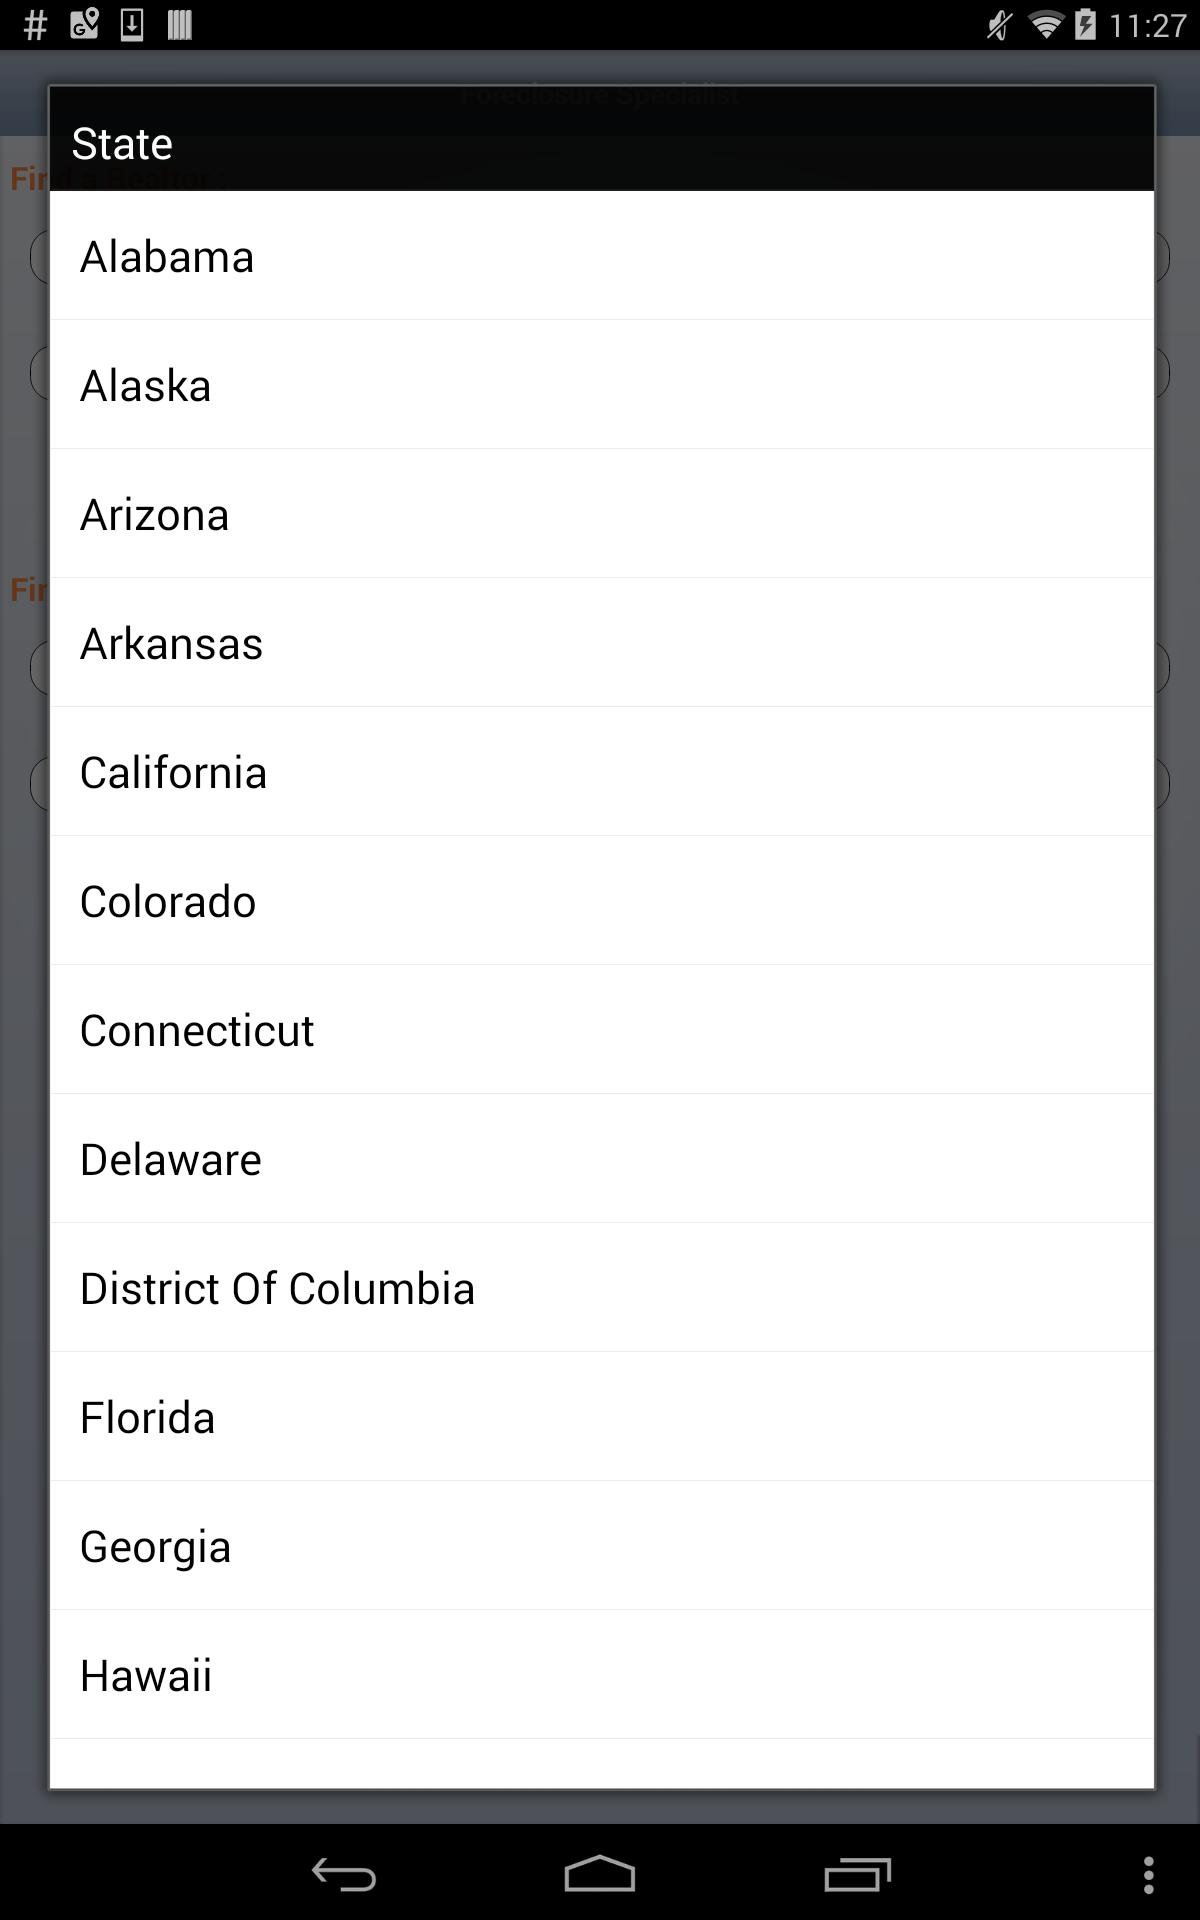 11:27
Foreclosure Specialist
State
Find a Realtor :
Alabama
Alaska
Arizona
Arkansas
Fir
California
Colorado
Connecticut
Delaware
District Of Columbia
Florida
Georgia
Hawaii